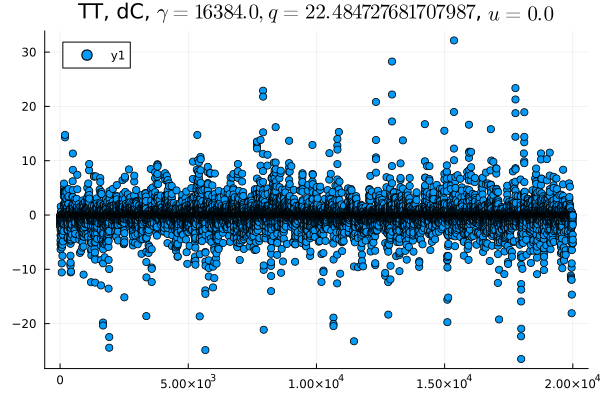 TT, dC, γ = 16384.0, q = 22.484727681707987, u = 0.0
y1
30
20
10
0
−10
−20
0 5.00×10³ 1.00×10⁴ 1.50×10⁴ 2.00×10⁴